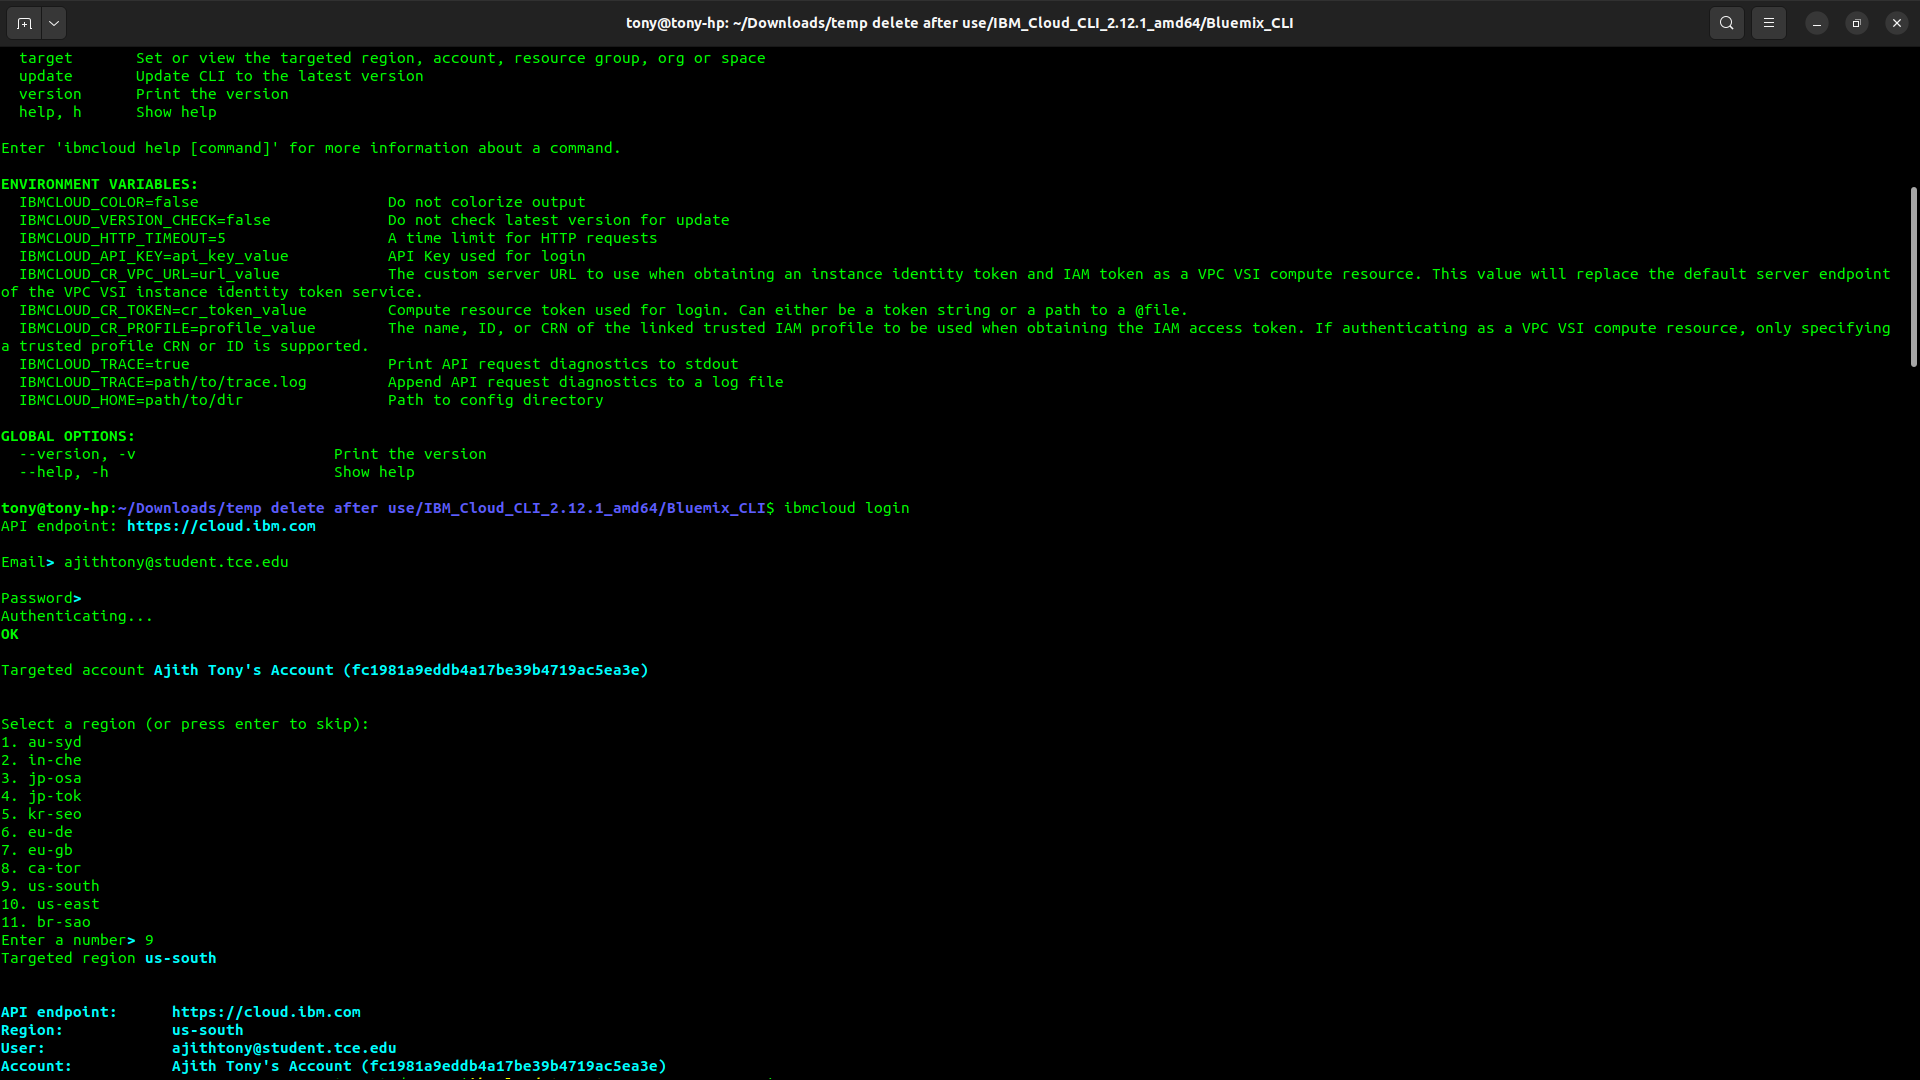 tony@tony-hp: ~/Downloads/temp delete after use/IBM_Cloud_CLI_2.12.1_amd64/Bluemix_CLI
target       Set or view the targeted region, account, resource group, org or space
update       Update CLI to the latest version
version      Print the version
help, h      Show help
Enter 'ibmcloud help [command]' for more information about a command.
ENVIRONMENT VARIABLES:
IBMCLOUD_COLOR=false                     Do not colorize output
IBMCLOUD_VERSION_CHECK=false             Do not check latest version for update
IBMCLOUD_HTTP_TIMEOUT=5                  A time limit for HTTP requests
IBMCLOUD_API_KEY=api_key_value           API Key used for login
IBMCLOUD_CR_VPC_URL=url_value            The custom server URL to use when obtaining an instance identity token and IAM token as a VPC VSI compute resource. This value will replace the default server endpoint
of the VPC VSI instance identity token service.
IBMCLOUD_CR_TOKEN=cr_token_value         Compute resource token used for login. Can either be a token string or a path to a @file.
IBMCLOUD_CR_PROFILE=profile_value        The name, ID, or CRN of the linked trusted IAM profile to be used when obtaining the IAM access token. If authenticating as a VPC VSI compute resource, only specifying
a trusted profile CRN or ID is supported.
IBMCLOUD_TRACE=true                      Print API request diagnostics to stdout
IBMCLOUD_TRACE=path/to/trace.log         Append API request diagnostics to a log file
IBMCLOUD_HOME=path/to/dir                Path to config directory
GLOBAL OPTIONS:
--version, -v                      Print the version
--help, -h                         Show help
tony@tony-hp:~/Downloads/temp delete after use/IBM_Cloud_CLI_2.12.1_amd64/Bluemix_CLI$ ibmcloud login
API endpoint: https://cloud.ibm.com
Email> ajithtony@student.tce.edu
Password>
Authenticating...
OK
Targeted account Ajith Tony's Account (fc1981a9eddb4a17be39b4719ac5ea3e)
Select a region (or press enter to skip):
1. au-syd
2. in-che
3. jp-osa
4. jp-tok
5. kr-seo
6. eu-de
7. eu-gb
8. ca-tor
9. us-south
10. us-east
11. br-sao
Enter a number> 9
Targeted region us-south
API endpoint:      https://cloud.ibm.com
Region:            us-south
User:              ajithtony@student.tce.edu
Account:           Ajith Tony's Account (fc1981a9eddb4a17be39b4719ac5ea3e)